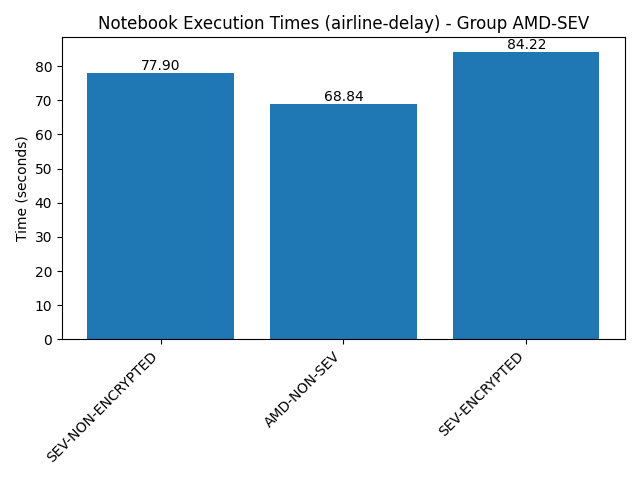 Notebook Execution Times (airline-delay) - Group AMD-SEV
84.22
77.90
68.84
Time (seconds)
80
70
60
50
40
30
20
10
0
SEV-NON-ENCRYPTED
AMD-NON-SEV
SEV-ENCRYPTED